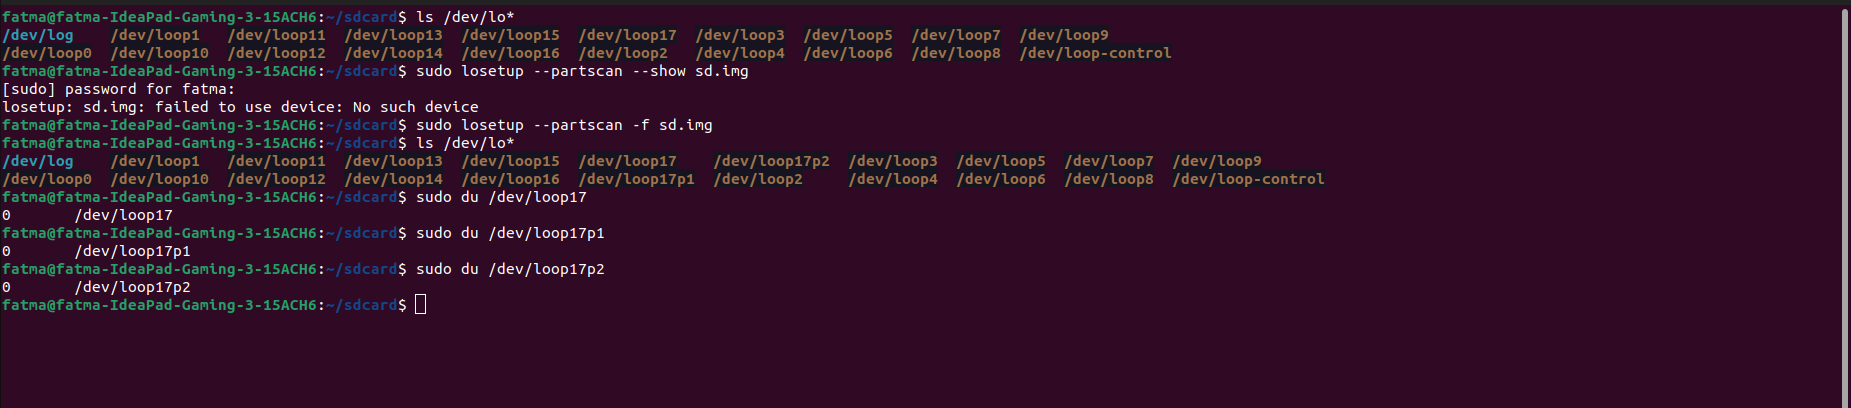 fatma@fatma-IdeaPad-Gaming-3-15ACH6:~/sdcard$ ls /dev/lo*
/dev/log    /dev/loop1   /dev/loop11  /dev/loop13  /dev/loop15  /dev/loop17  /dev/loop3  /dev/loop5  /dev/loop7  /dev/loop9
/dev/loop0  /dev/loop10  /dev/loop12  /dev/loop14  /dev/loop16  /dev/loop2   /dev/loop4  /dev/loop6  /dev/loop8  /dev/loop-control
fatma@fatma-IdeaPad-Gaming-3-15ACH6:~/sdcard$ sudo losetup --partscan --show sd.img
[sudo] password for fatma:
losetup: sd.img: failed to use device: No such device
fatma@fatma-IdeaPad-Gaming-3-15ACH6:~/sdcard$ sudo losetup --partscan -f sd.img
fatma@fatma-IdeaPad-Gaming-3-15ACH6:~/sdcard$ ls /dev/lo*
/dev/log    /dev/loop1   /dev/loop11  /dev/loop13  /dev/loop15  /dev/loop17    /dev/loop17p2  /dev/loop3  /dev/loop5  /dev/loop7  /dev/loop9
/dev/loop0  /dev/loop10  /dev/loop12  /dev/loop14  /dev/loop16  /dev/loop17p1  /dev/loop2     /dev/loop4  /dev/loop6  /dev/loop8  /dev/loop-control
fatma@fatma-IdeaPad-Gaming-3-15ACH6:~/sdcard$ sudo du /dev/loop17
0       /dev/loop17
fatma@fatma-IdeaPad-Gaming-3-15ACH6:~/sdcard$ sudo du /dev/loop17p1
0       /dev/loop17p1
fatma@fatma-IdeaPad-Gaming-3-15ACH6:~/sdcard$ sudo du /dev/loop17p2
0       /dev/loop17p2
fatma@fatma-IdeaPad-Gaming-3-15ACH6:~/sdcard$